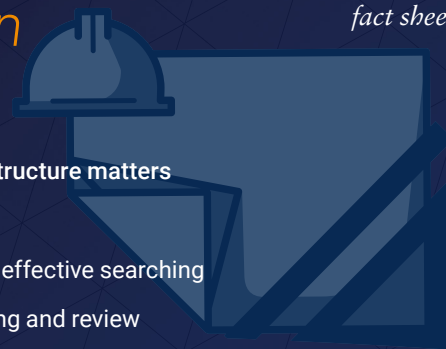 n
fact shee
tructure matters
effective searching
ng and review